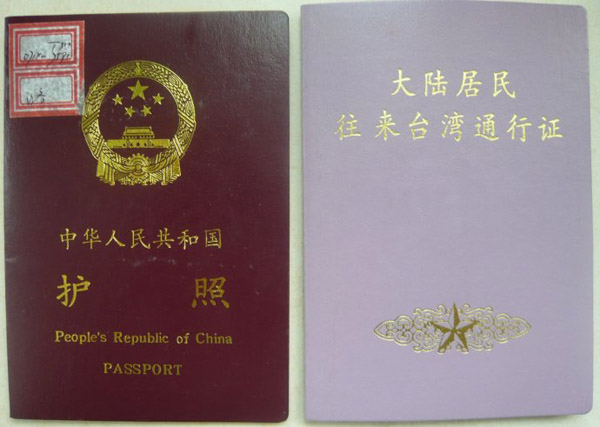 中华人民共和国
护照
People's Republic of China
PASSPORT
大陆居民
往来台湾通行证